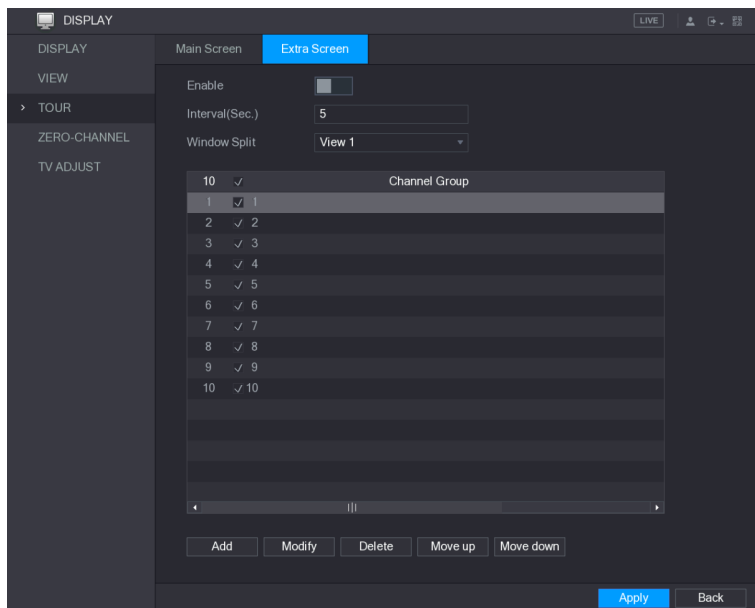 DISPLAY LIVE
DISPLAY
VIEW
TOUR
ZERO-CHANNEL
TV ADJUST
Main Screen Extra Screen
Enable
Interval(Sec.) 5
Window Split View 1
10 Channel Group
1 1
2 2
3 3
4 4
5 5
6 6
7 7
8 8
9 9
10 10
Add Modify Delete Move up Move down
Apply Back